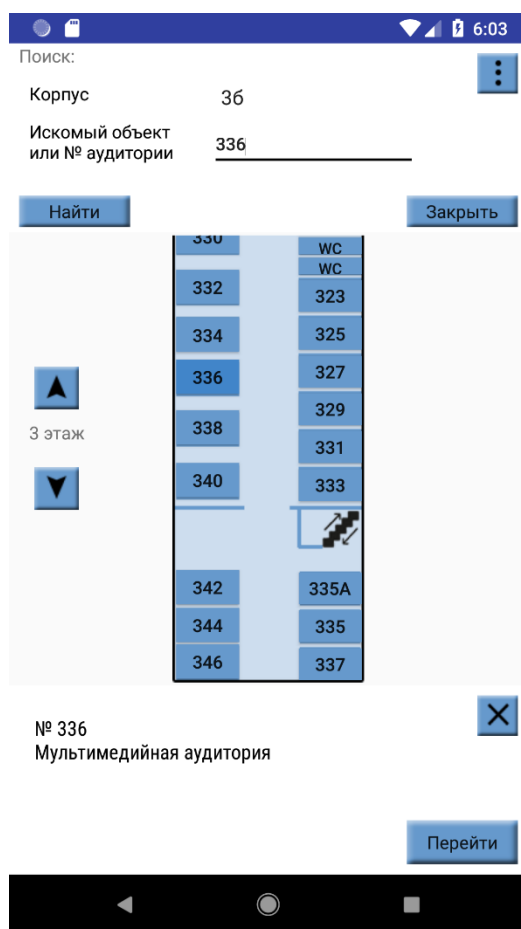 6:03
Поиск:
Корпус 3б
Искомый объект
или № аудитории 336
Найти Закрыть
330 WC
WC
332 323
334 325
336 327
329
3 этаж 338
331
340 333
342 335А
344 335
346 337
№ 336
Мультимедийная аудитория
Перейти